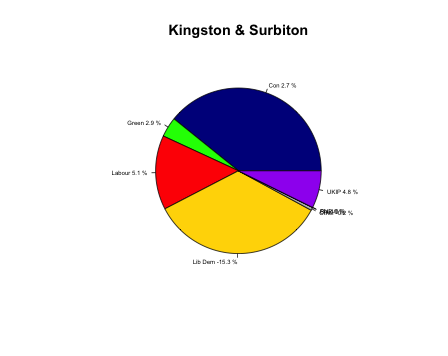 Kingston & Surbiton
Con 2.7 %
Green 2.9 %
Labour 5.1 %
UKIP 4.8 %
Lib Dem -15.3 %